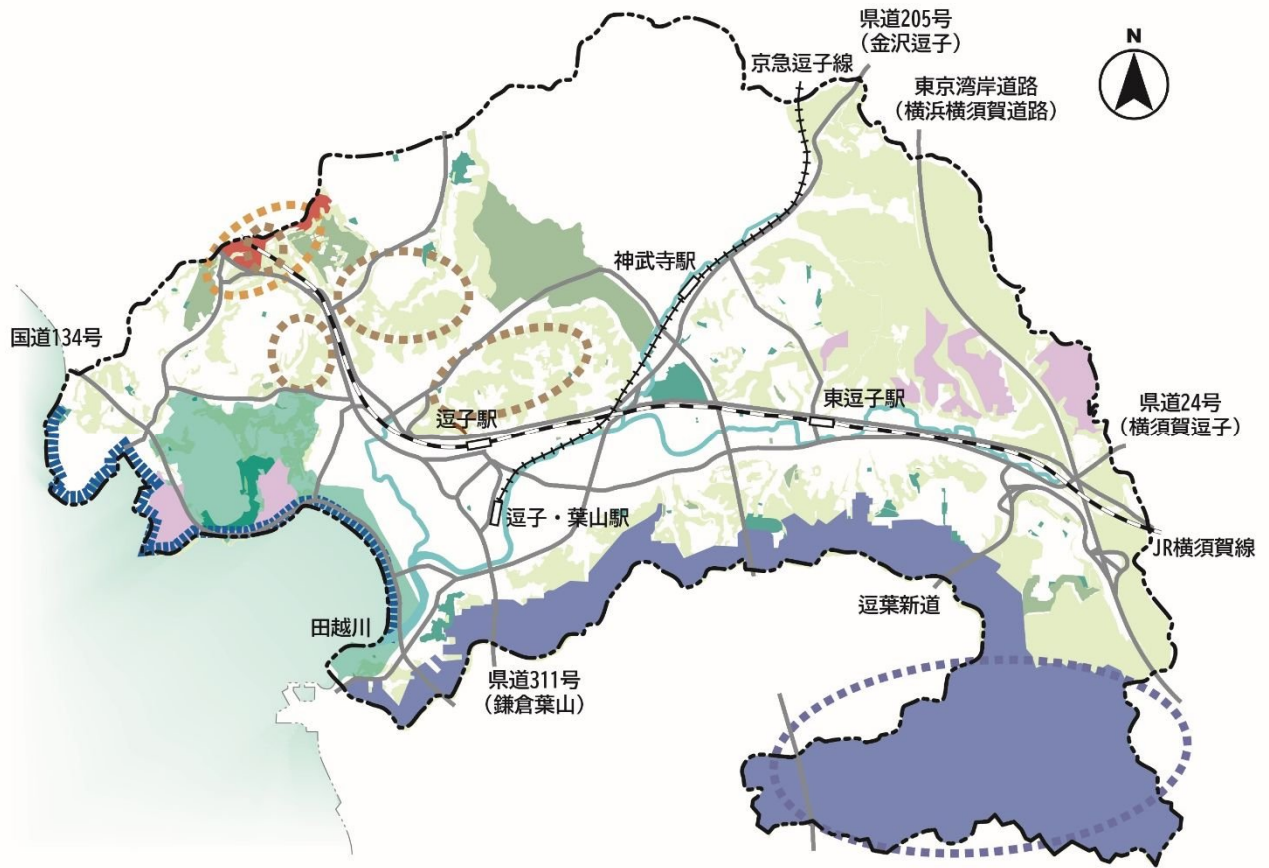 県道205号
(金沢逗子)
京急逗子線
N
東京湾岸道路
(横浜横須賀道路)
神武寺駅
国道134号
逗子駅
東逗子駅
県道24号
(横須賀逗子)
逗子・葉山駅
JR横須賀線
逗葉新道
田越川
県道311号
(鎌倉葉山)